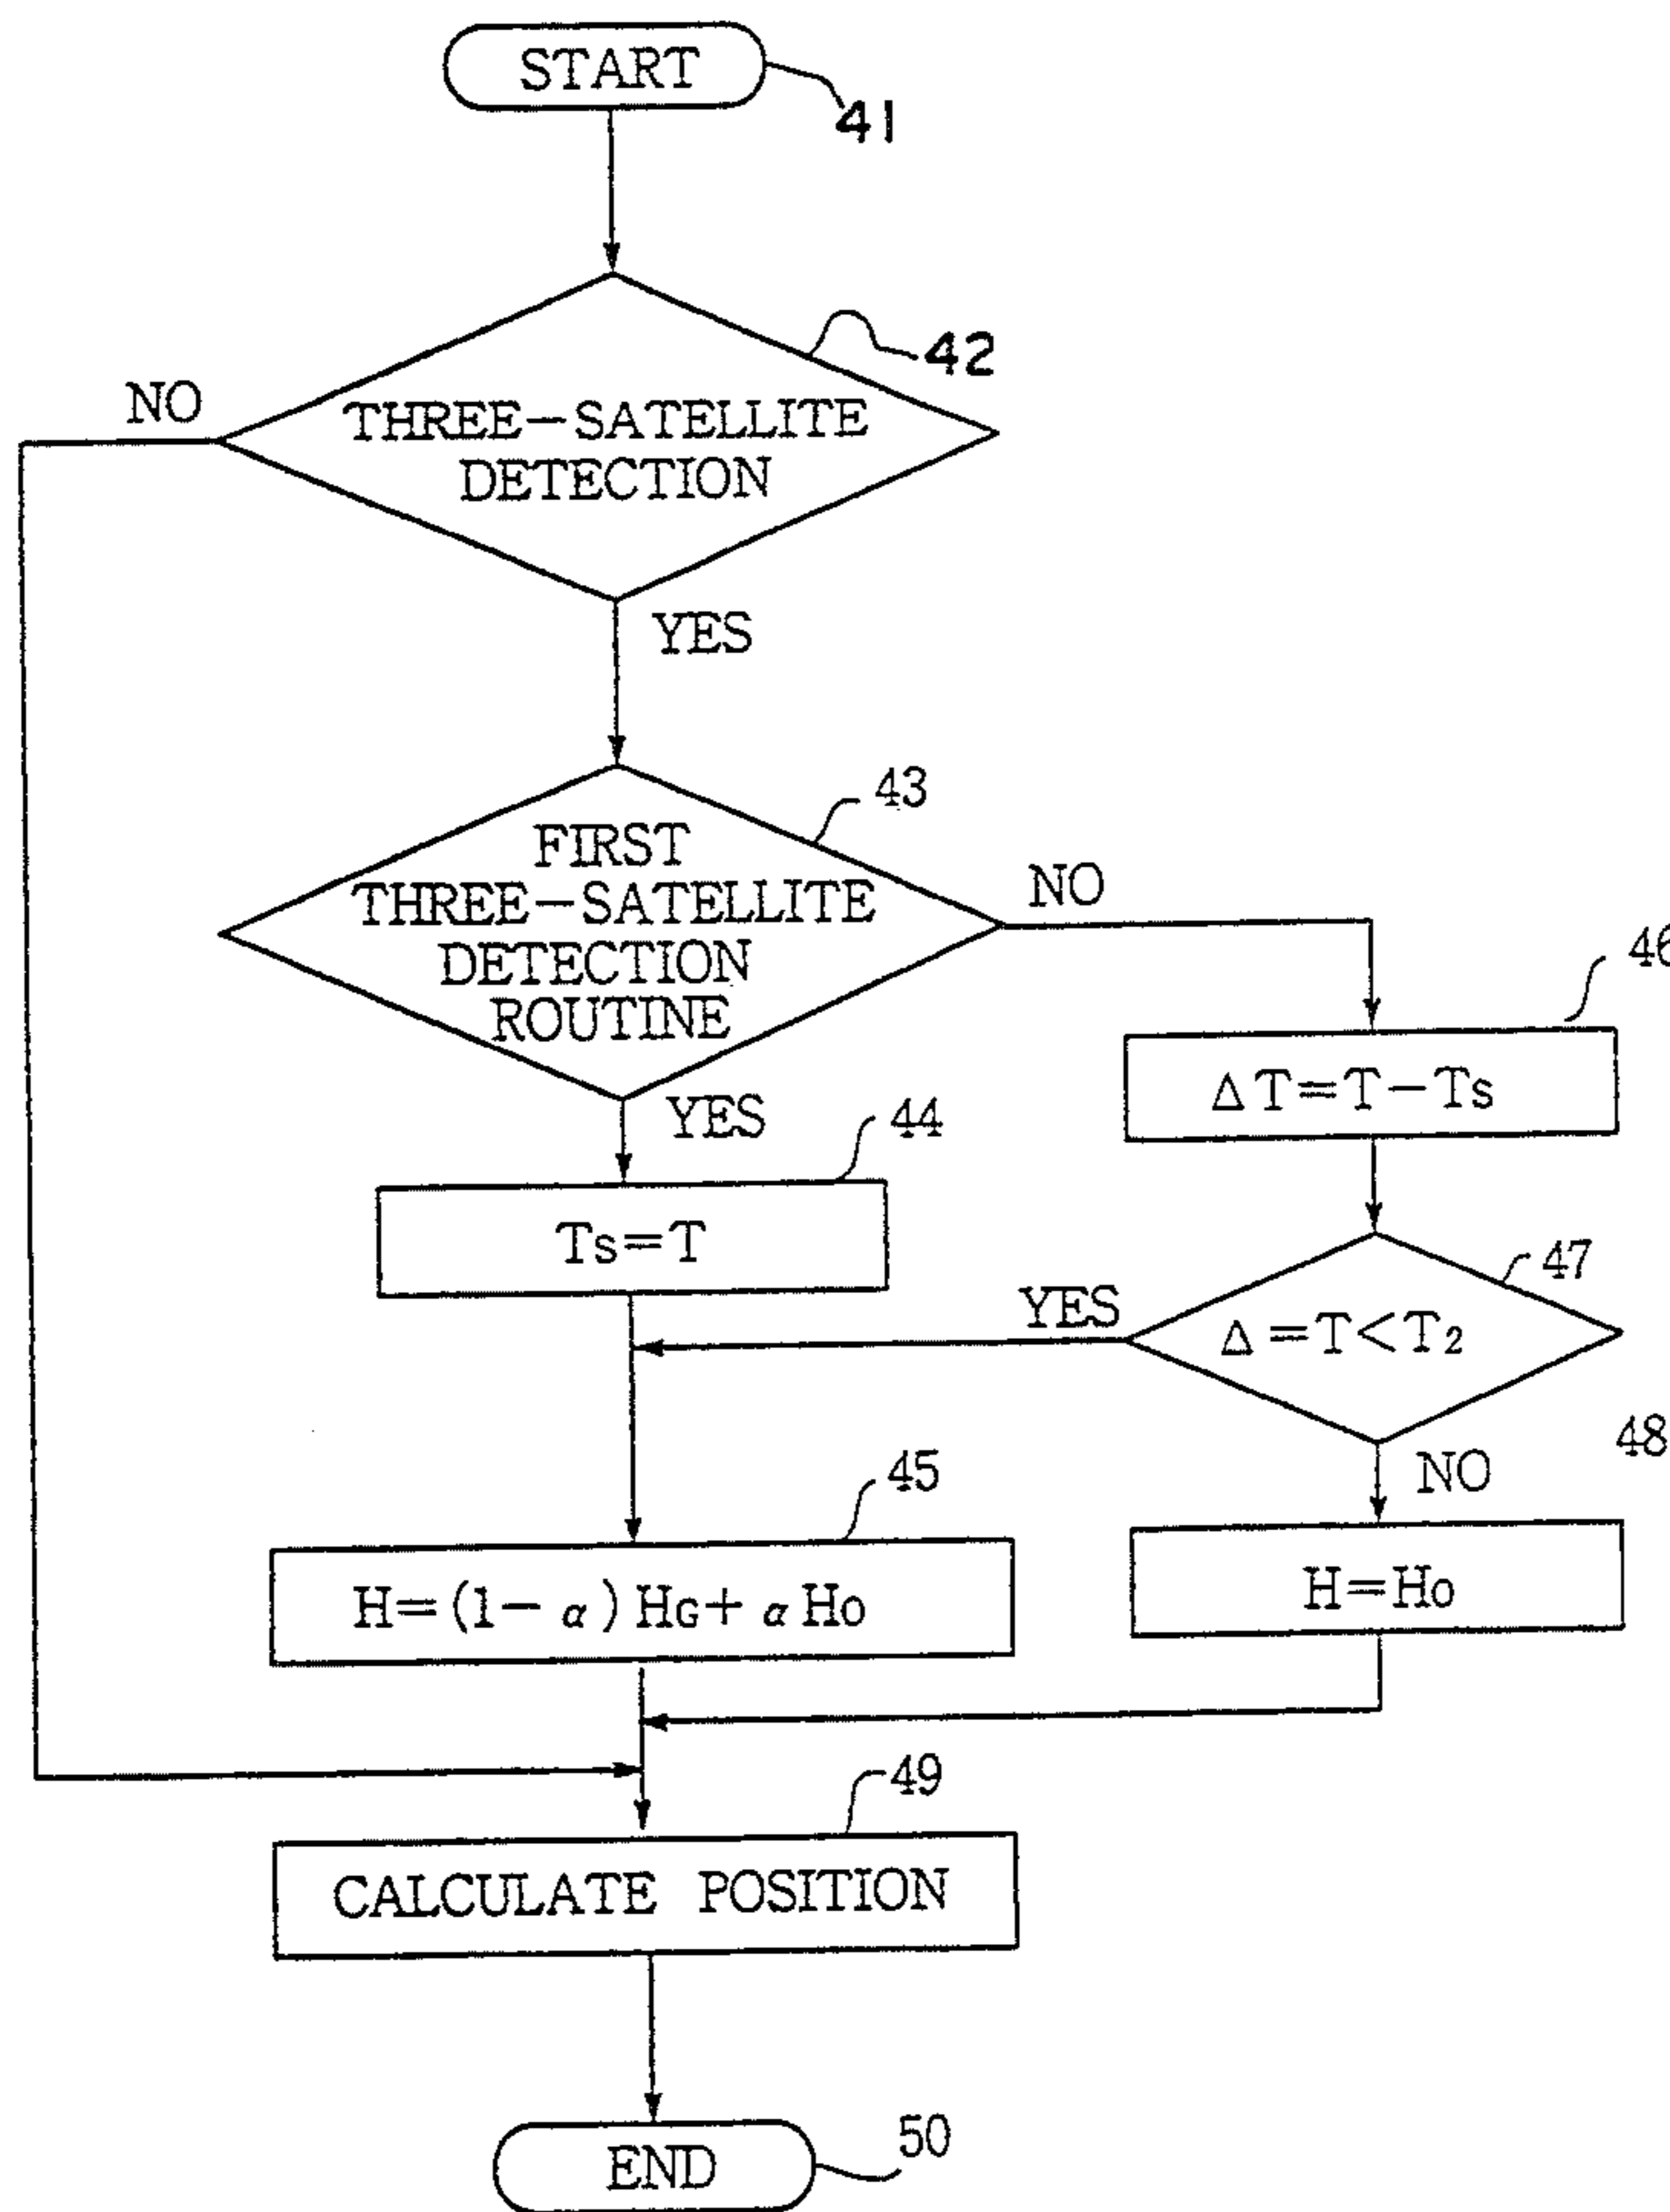 START
41
42
NO
THREE-SATELLITE
DETECTION
YES
43
FIRST
THREE-SATELLITE
DETECTION
ROUTINE
NO
46
ΔT=T-Ts
YES
44
Ts=T
47
YES
Δ=T<T2
48
NO
45
H=(1-α)HG+αHo
H=Ho
49
CALCULATE POSITION
END
50